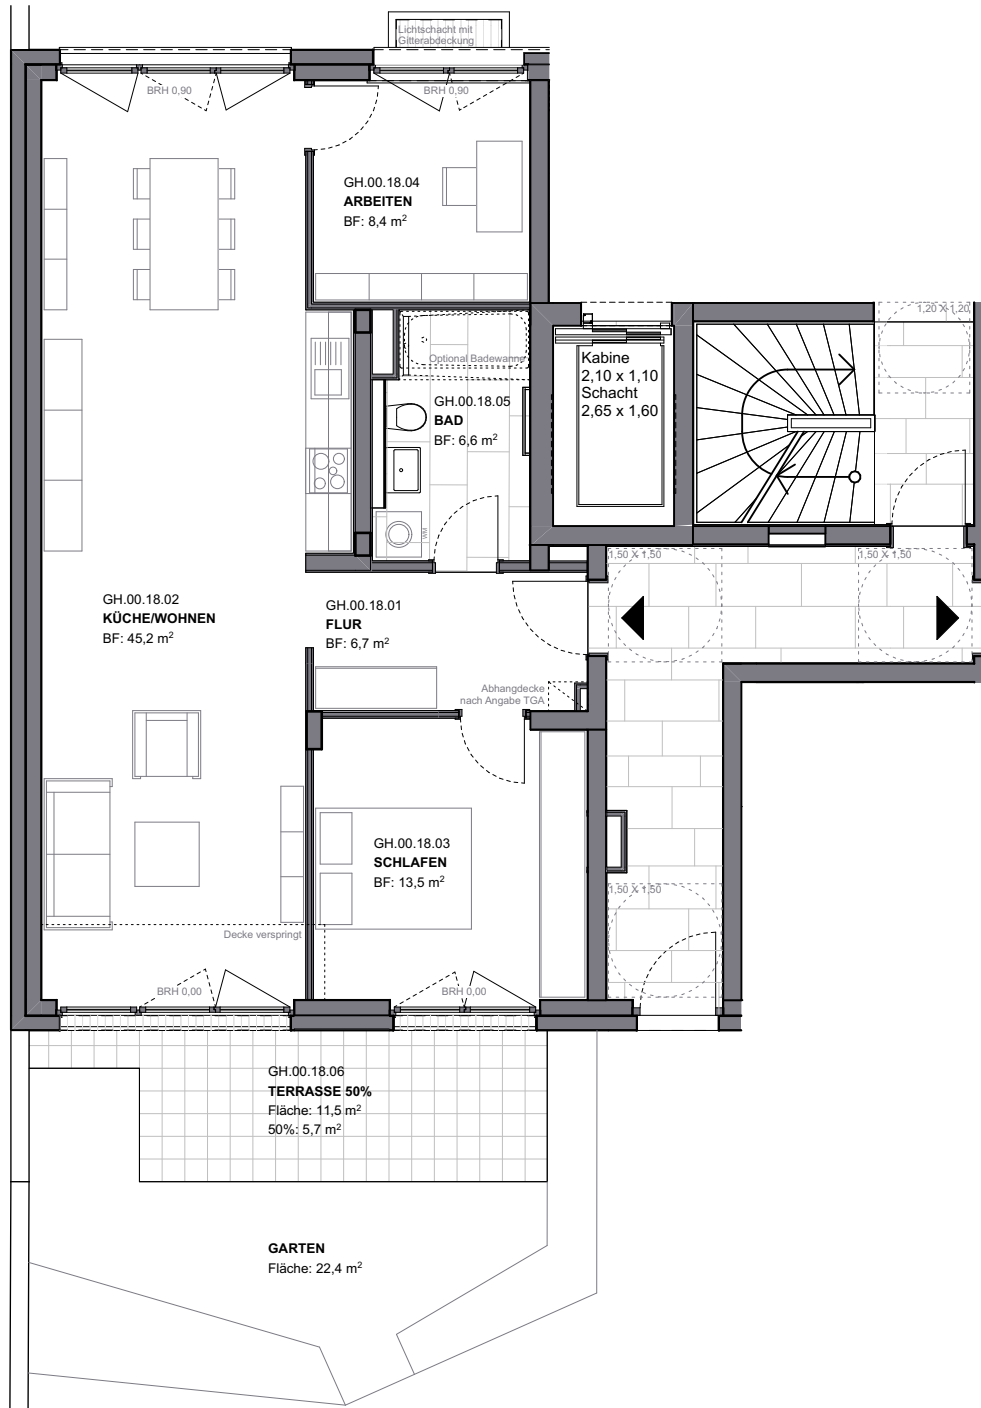 Lichtschacht mit
Gitterabdeckung
BRH 0,90
BRH 0,90
GH.00.18.04
ARBEITEN
BF: 8,4 m²
1,20 X 1,20
Optional Badewanne
Kabine
2,10 x 1,10
Schacht
2,65 x 1,60
GH.00.18.05
BAD
BF: 6,6 m²
WM
1,50 X 1,50
1,50 X 1,50
GH.00.18.02
KÜCHE/WOHNEN
BF: 45,2 m²
GH.00.18.01
FLUR
BF: 6,7 m²
Abhangdecke
nach Angabe TGA
GH.00.18.03
SCHLAFEN
BF: 13,5 m²
1,50 X 1,50
Decke verspringt
BRH 0,00
BRH 0,00
GH.00.18.06
TERRASSE 50%
Fläche: 11,5 m²
50%: 5,7 m²
GARTEN
Fläche: 22,4 m²